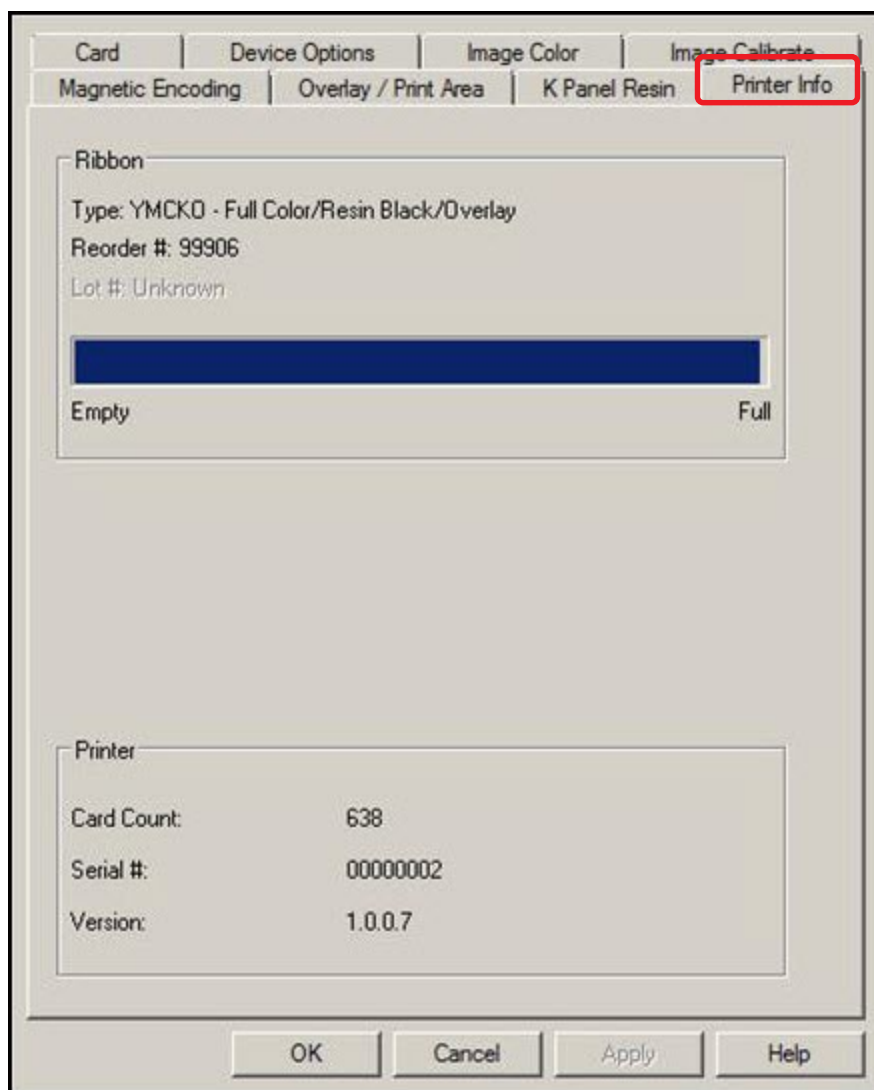 Card Device Options Image Color Image Calibrate
Magnetic Encoding Overlay / Print Area K Panel Resin Printer Info
Ribbon
Type: YMCKO - Full Color/Resin Black/Overlay
Reorder #: 99906
Lot #: Unknown
Empty Full
Printer
Card Count: 638
Serial #: 00000002
Version: 1.0.0.7
OK Cancel Apply Help